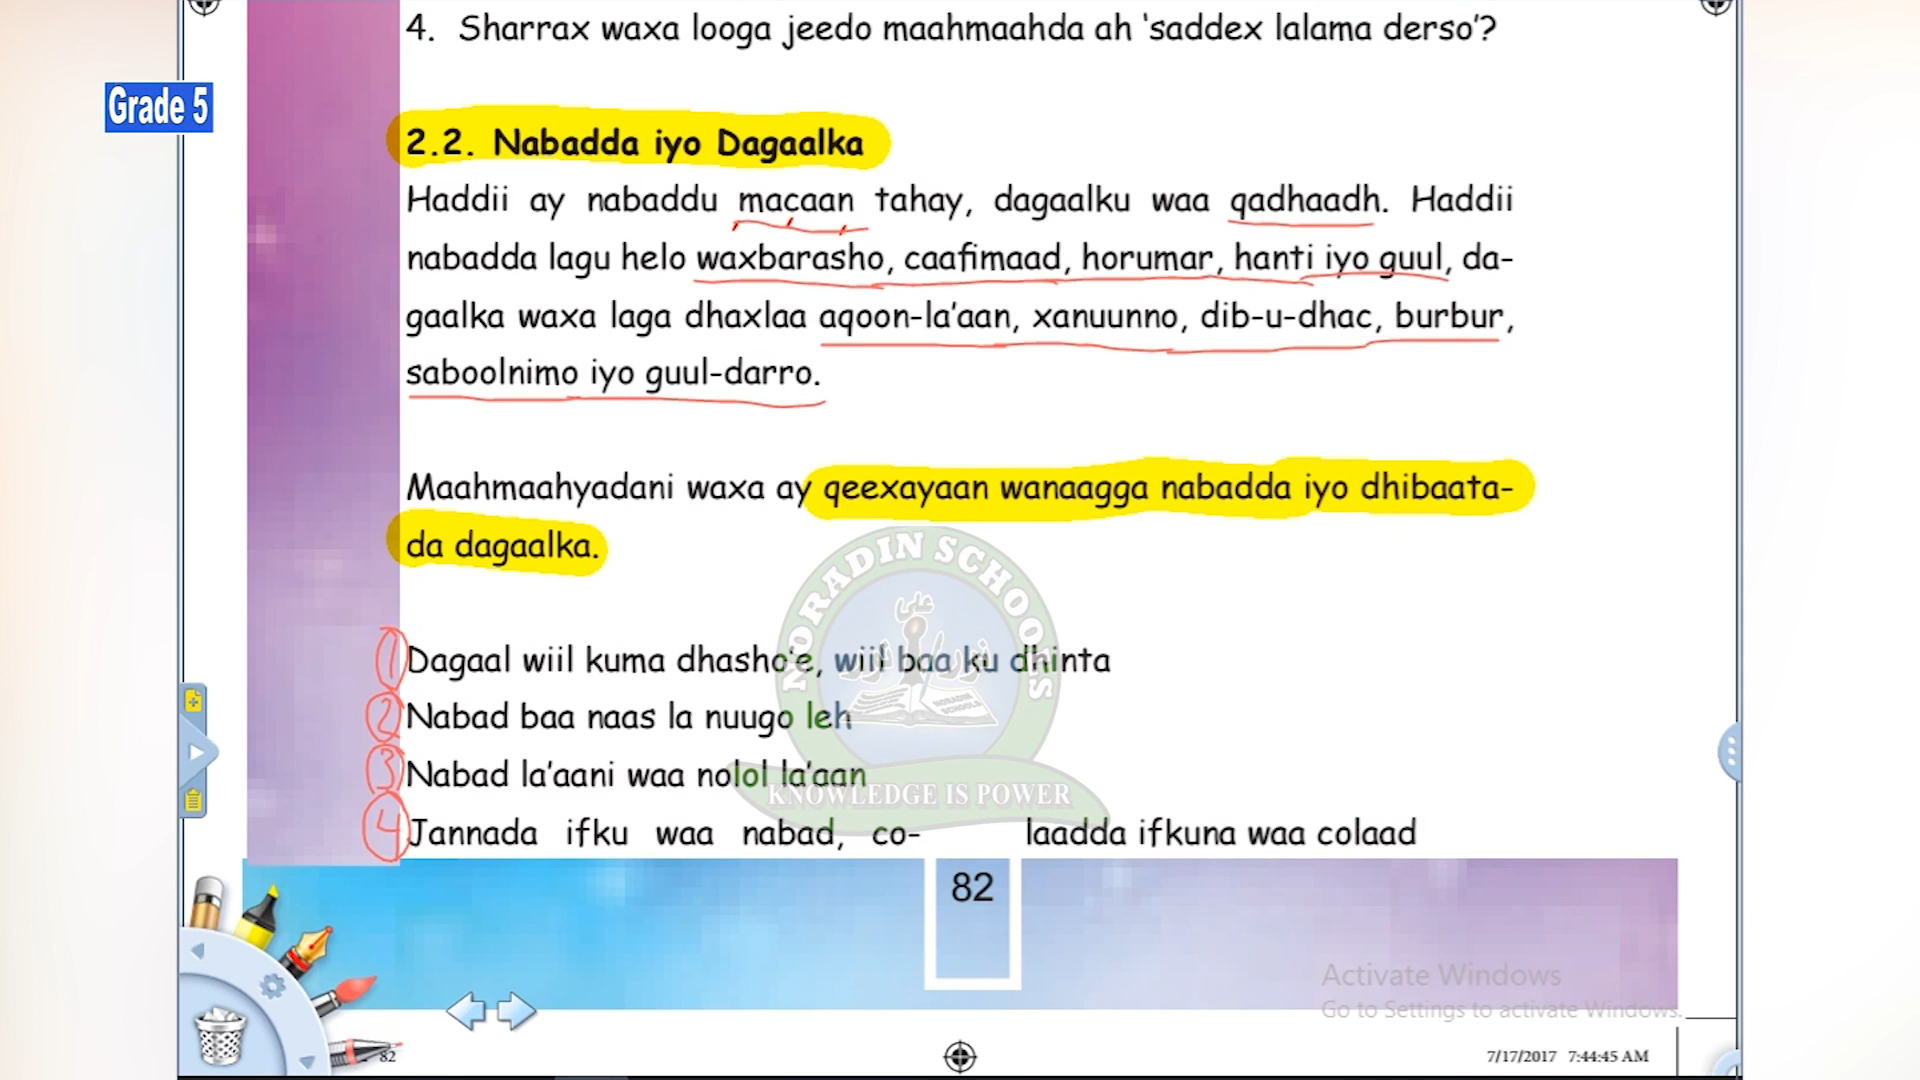 4. Sharrax waxa looga jeedo maahmaahda ah ‘saddex lalama derso’?
Grade 5
2.2. Nabadda iyo Dagaalka
Haddii ay nabaddu macaan tahay, dagaalku waa qadhaadh. Haddii
nabadda lagu helo waxbarasho, caafimaad, horumar, hanti iyo guul, da-
gaalka waxa laga dhaxlaa aqoon-la’aan, xanuunno, dib-u-dhac, burbur,
saboolnimo iyo guul-darro.
Maahmaahyadani waxa ay qeexayaan wanaagga nabadda iyo dhibaata-
da dagaalka.
1 Dagaal wiil kuma dhasho’e, wiil baa ku dhinta
2 Nabad baa naas la nuugo leh
3 Nabad la’aani waa nolol la’aan
4 Jannada ifku waa nabad, co- laadda ifkuna waa colaad
NORADIN SCHOOLS
NORADIN SCHOOLS
KNOWLEDGE IS POWER
82
Activate Windows
Go to Settings to activate Windows.
82
7/17/2017 7:44:45 AM